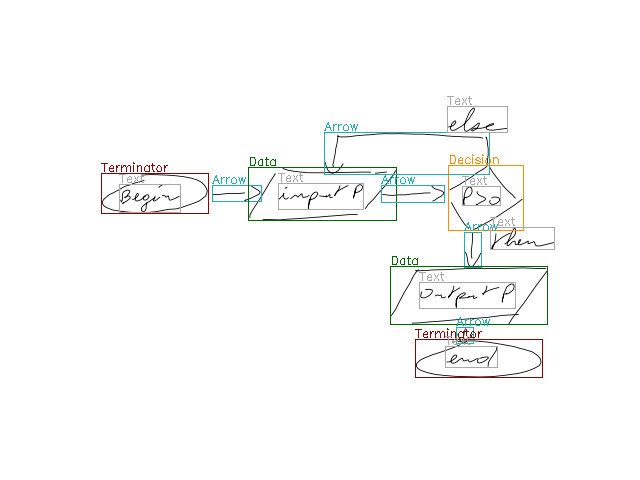 Text
else
Arrow
Decision
Data
Terminator
Text
Begin
Arrow
Text
input P
Arrow
Text
P>0
Arrow
Text
then
Data
Text
output P
Arrow
Terminator
Text
end